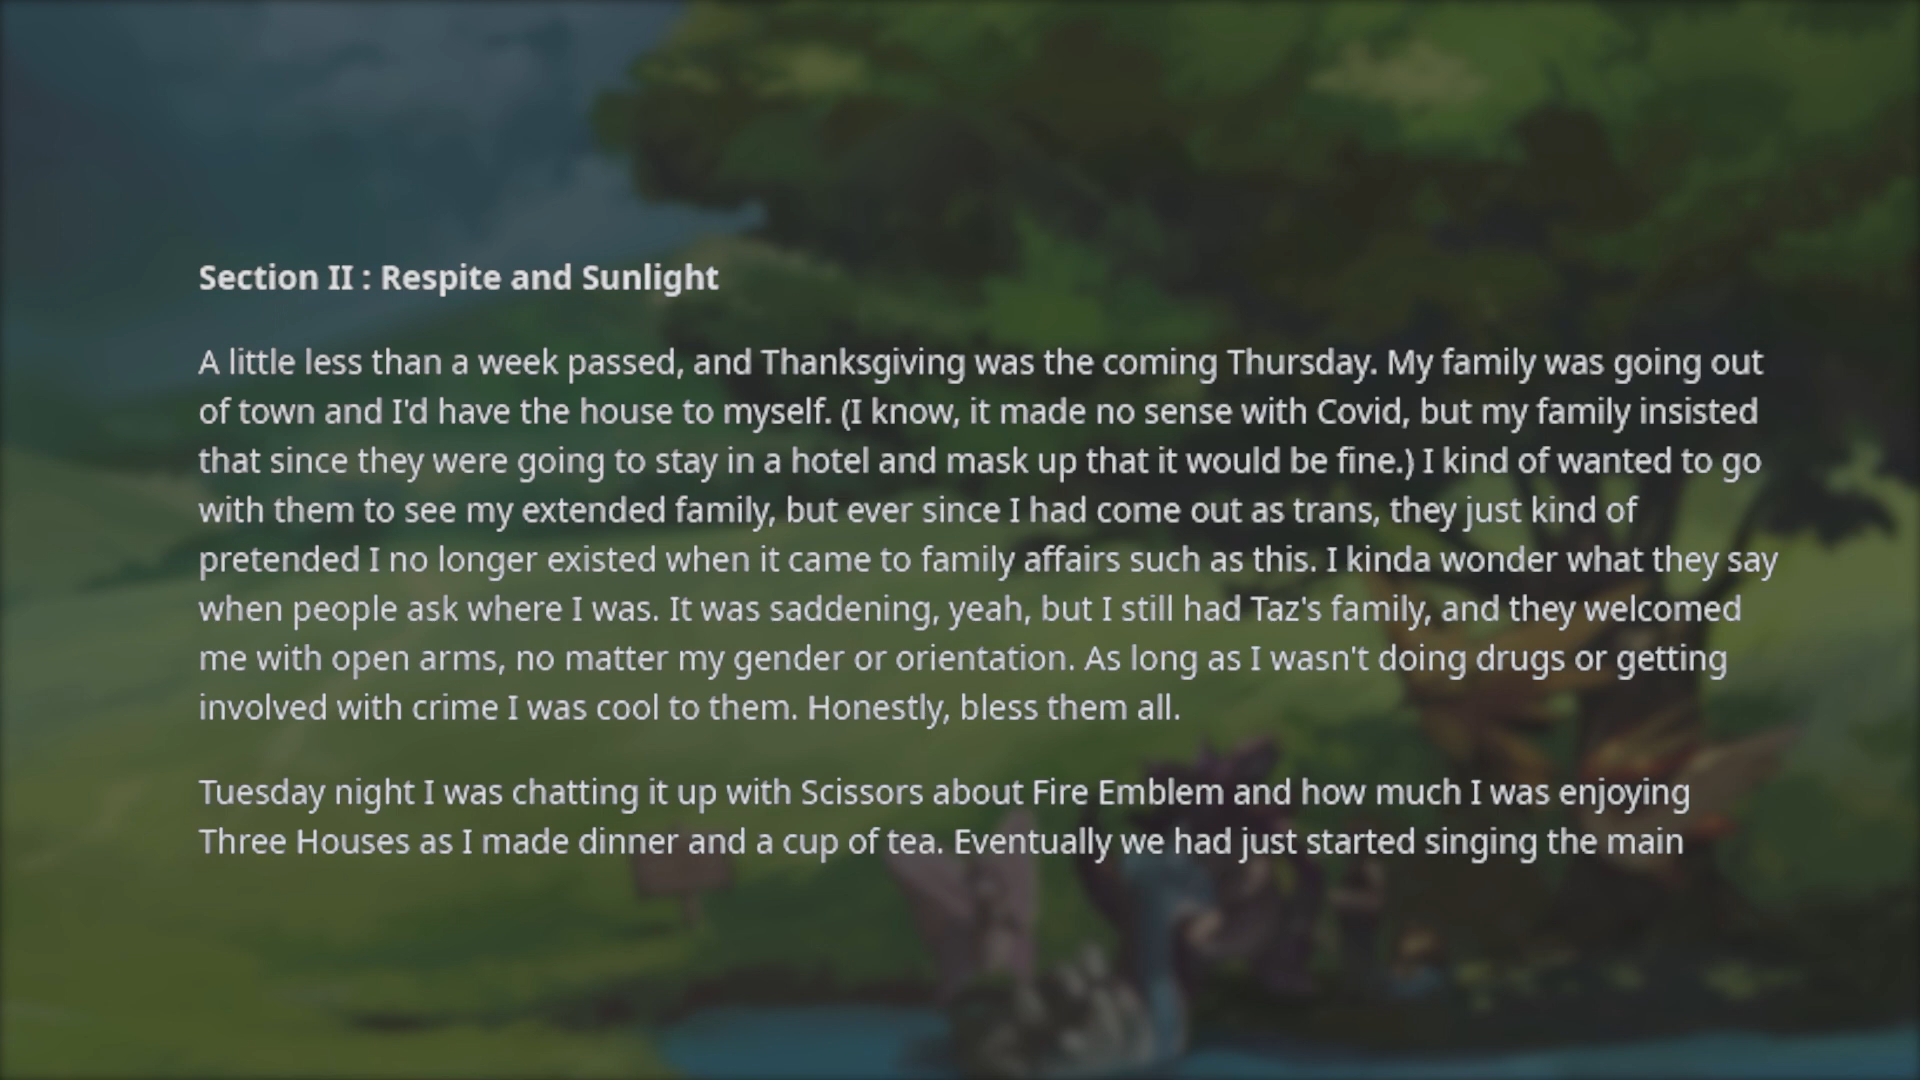 Section II : Respite and Sunlight
A little less than a week passed, and Thanksgiving was the coming Thursday. My family was going out
of town and I'd have the house to myself. (I know, it made no sense with Covid, but my family insisted
that since they were going to stay in a hotel and mask up that it would be fine.) I kind of wanted to go
with them to see my extended family, but ever since I had come out as trans, they just kind of
pretended I no longer existed when it came to family affairs such as this. I kinda wonder what they say
when people ask where I was. It was saddening, yeah, but I still had Taz's family, and they welcomed
me with open arms, no matter my gender or orientation. As long as I wasn't doing drugs or getting
involved with crime I was cool to them. Honestly, bless them all.
Tuesday night I was chatting it up with Scissors about Fire Emblem and how much I was enjoying
Three Houses as I made dinner and a cup of tea. Eventually we had just started singing the main